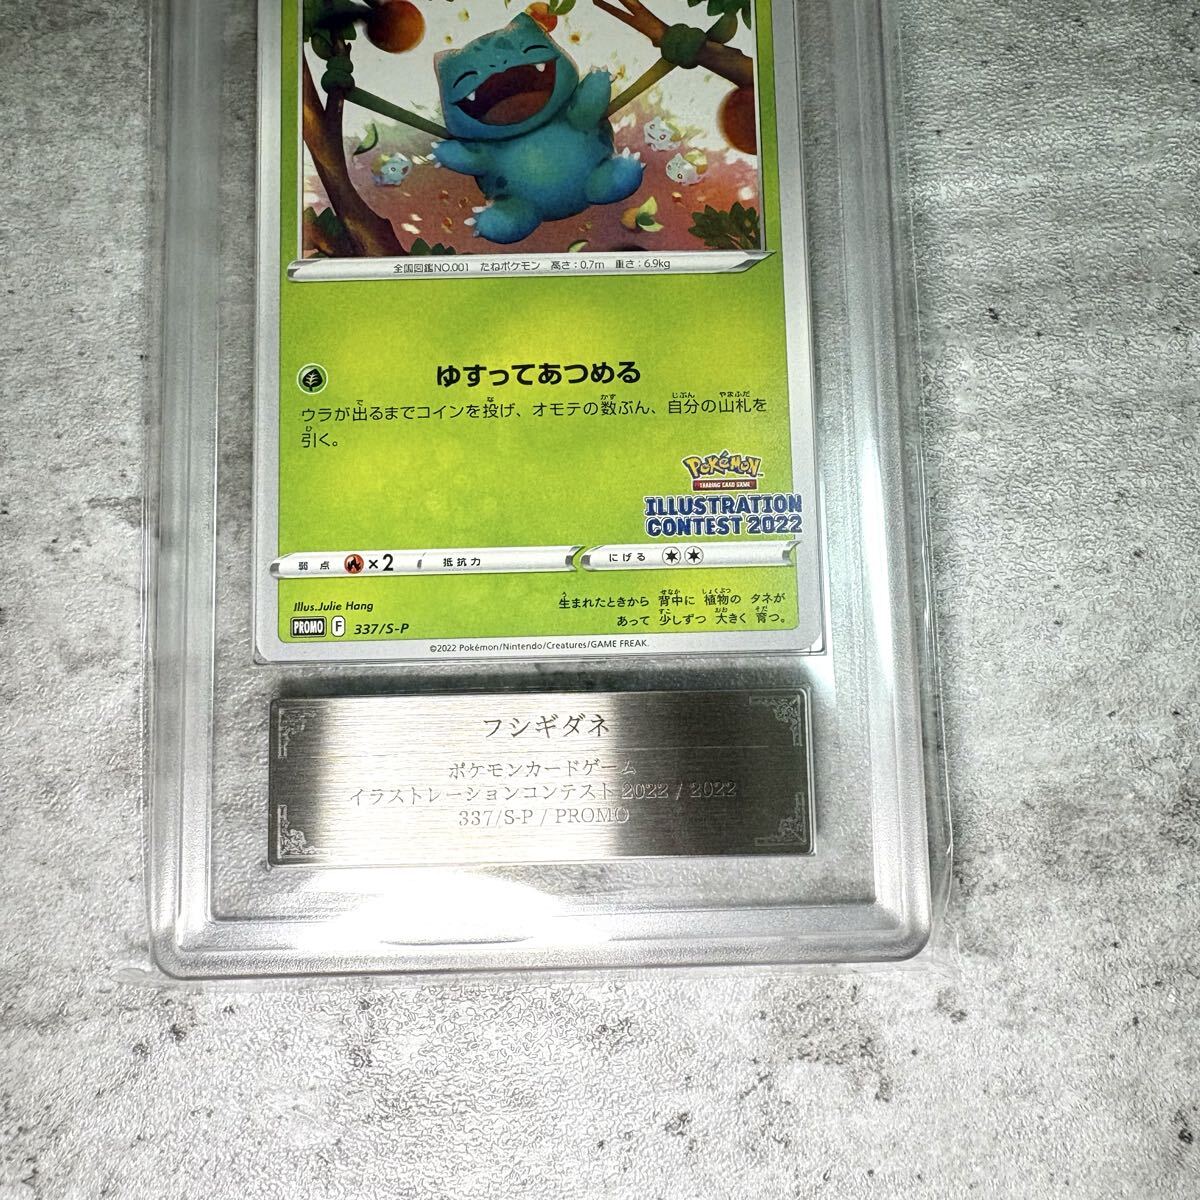 全国図鑑NO.001 たねポケモン 高さ:0.7m 重さ:6.9kg
ゆすってあつめる
ウラが出るまでコインを投げ、オモテの数ぶん、自分の山札を
引く。
Pokémon
TRADING CARD GAME
ILLUSTRATION
CONTEST 2022
弱点 ×2 抵抗力 にげる
Illus.Julie Hang
PROMO F 337/S-P
生まれたときから 背中に 植物の タネが
あって 少しずつ 大きく 育つ。
©2022 Pokémon/Nintendo/Creatures/GAME FREAK.
フシギダネ
ポケモンカードゲーム
イラストレーションコンテスト 2022 / 2022
337/S-P / PROMO